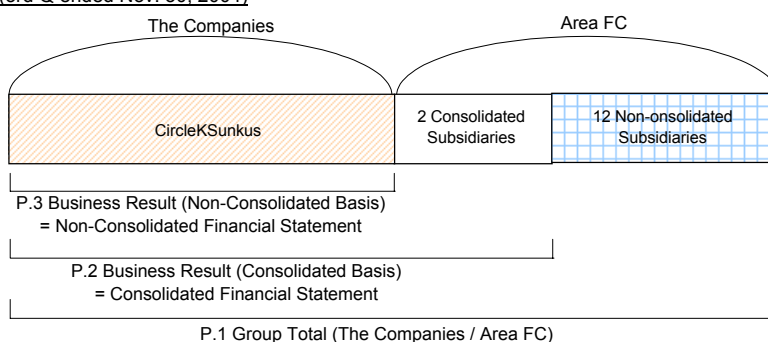 The Companies
Area FC
CircleKSunkus
2 Consolidated
Subsidiaries
12 Non-onsolidated
Subsidiaries
P.3 Business Result (Non-Consolidated Basis)
= Non-Consolidated Financial Statement
P.2 Business Result (Consolidated Basis)
= Consolidated Financial Statement
P.1 Group Total (The Companies / Area FC)